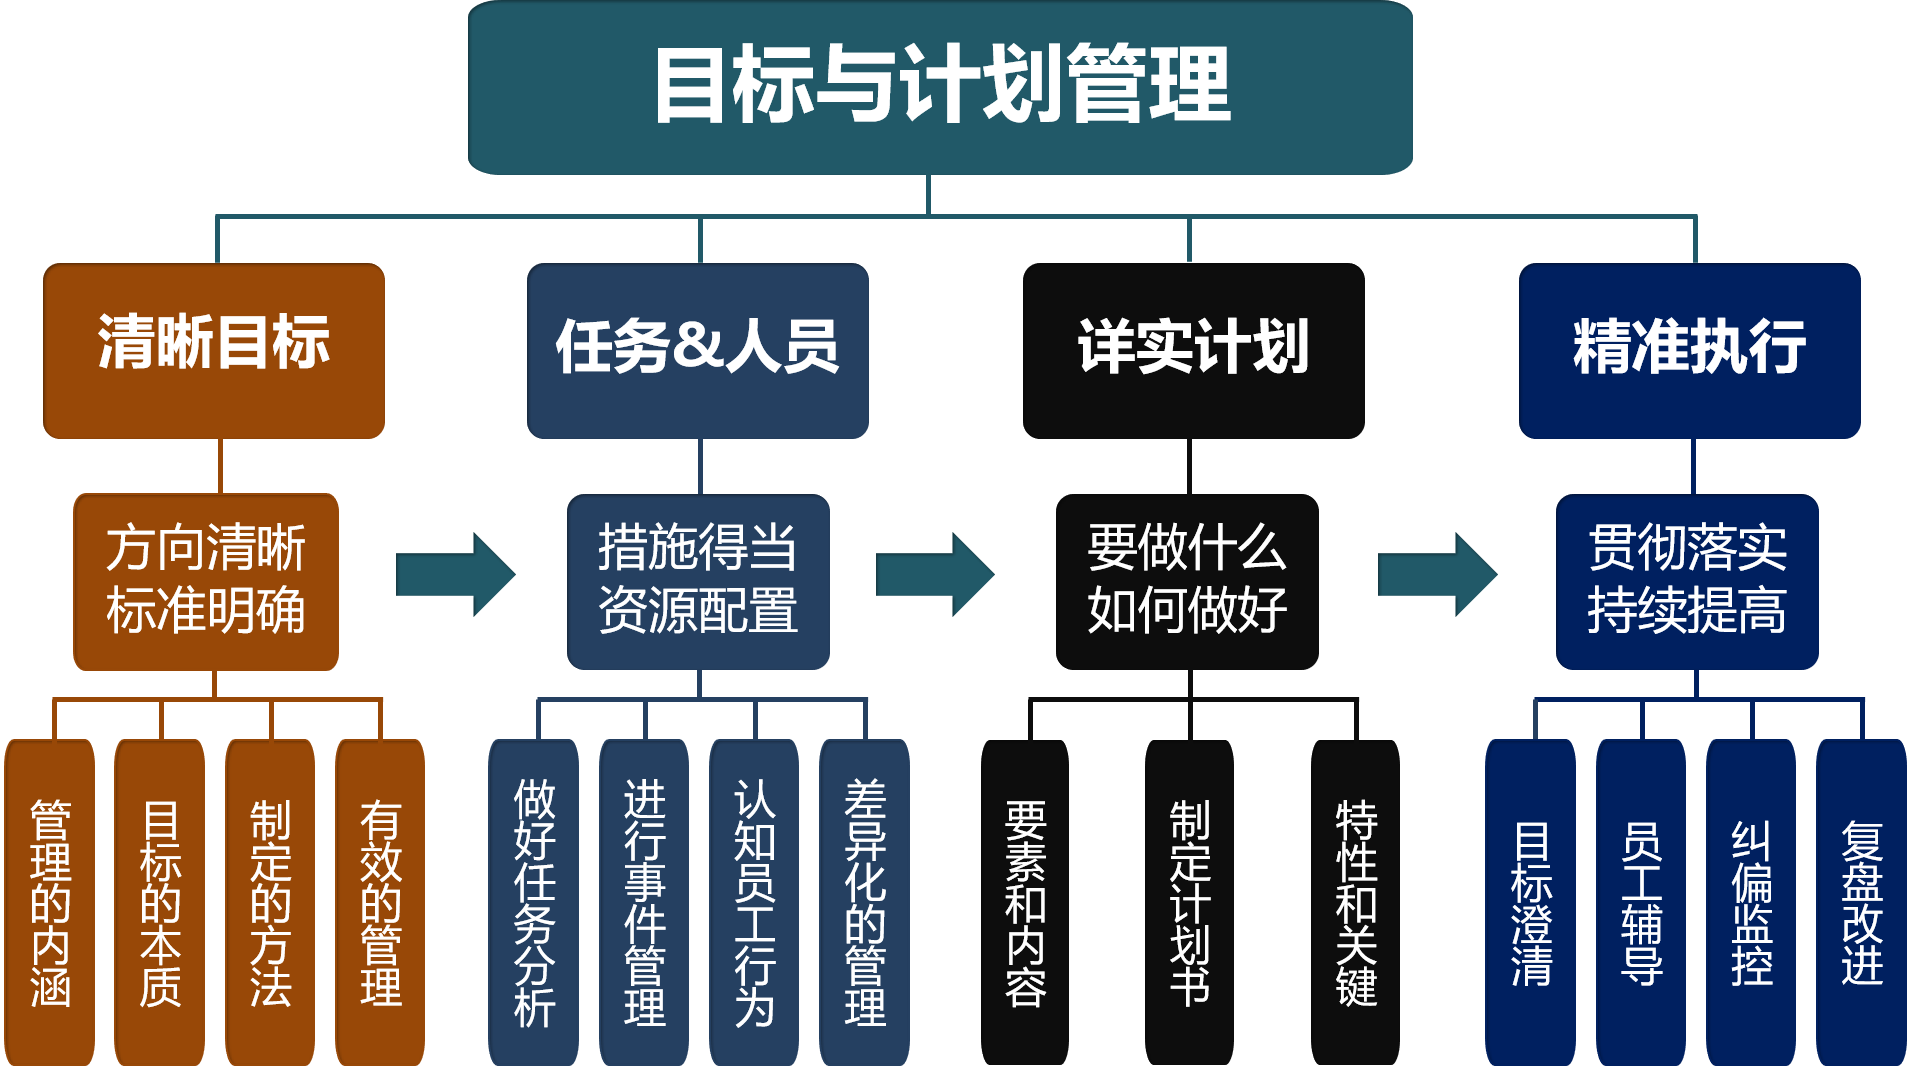 目标与计划管理
清晰目标
任务&人员
详实计划
精准执行
方向清晰
标准明确
措施得当
资源配置
要做什么
如何做好
贯彻落实
持续提高
管理的内涵
目标的本质
制定的方法
有效的管理
做好任务分析
进行事件管理
认知员工行为
差异化的管理
要素和内容
制定计划书
特性和关键
目标澄清
员工辅导
纠偏监控
复盘改进